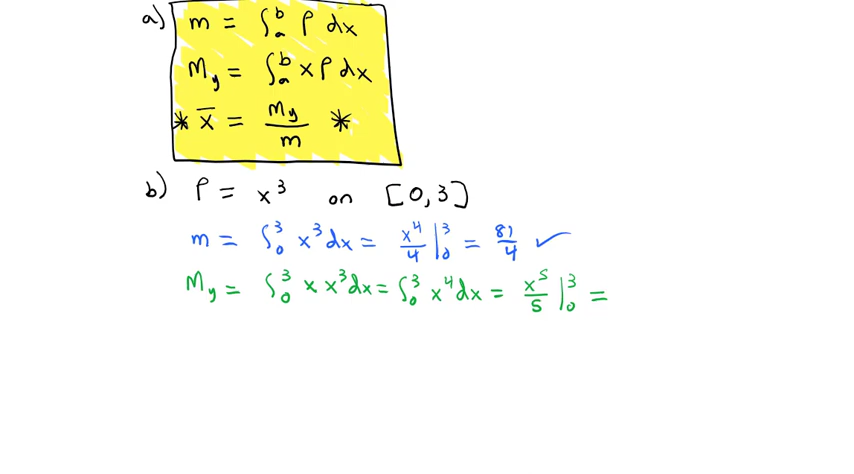 a) m = ∫ₐᵇ ρ dx
M_y = ∫ₐᵇ x ρ dx
* x̄ = M_y/m *
b) ρ = x³ on [0,3]
m = ∫₀³ x³ dx = x⁴/4 |₀³ = 81/4 ✓
M_y = ∫₀³ x x³ dx = ∫₀³ x⁴ dx = x⁵/5 |₀³ =